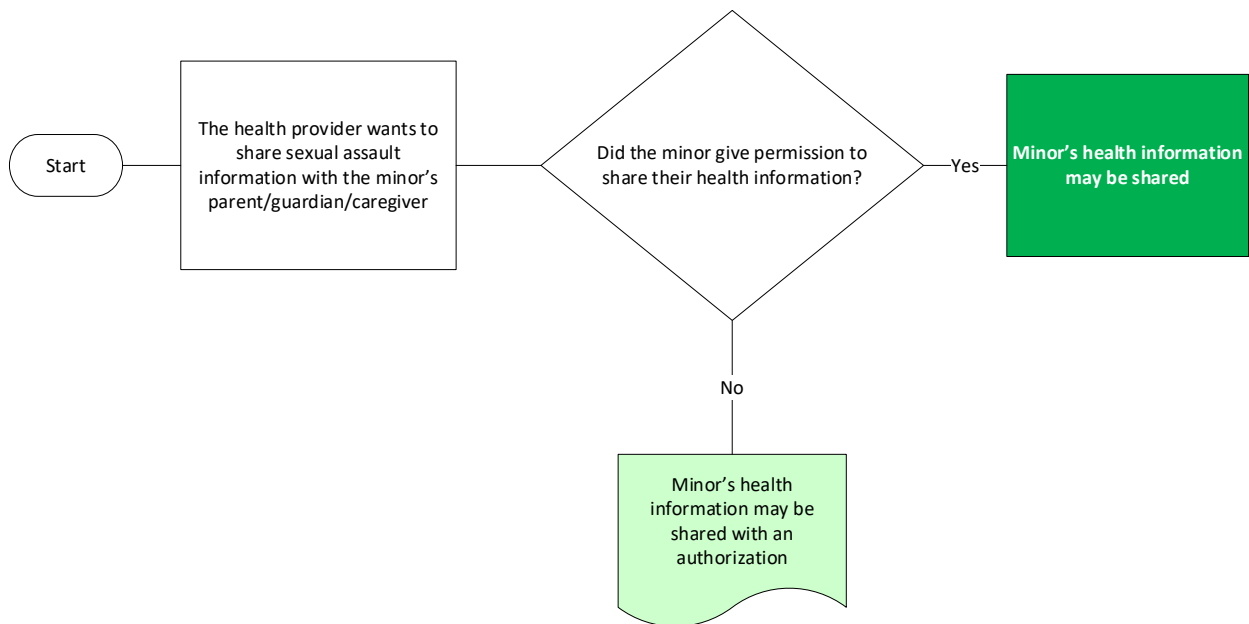 Start
The health provider wants to
share sexual assault
information with the minor’s
parent/guardian/caregiver
Did the minor give permission to
share their health information?
Yes
Minor’s health information
may be shared
No
Minor’s health
information may be
shared with an
authorization